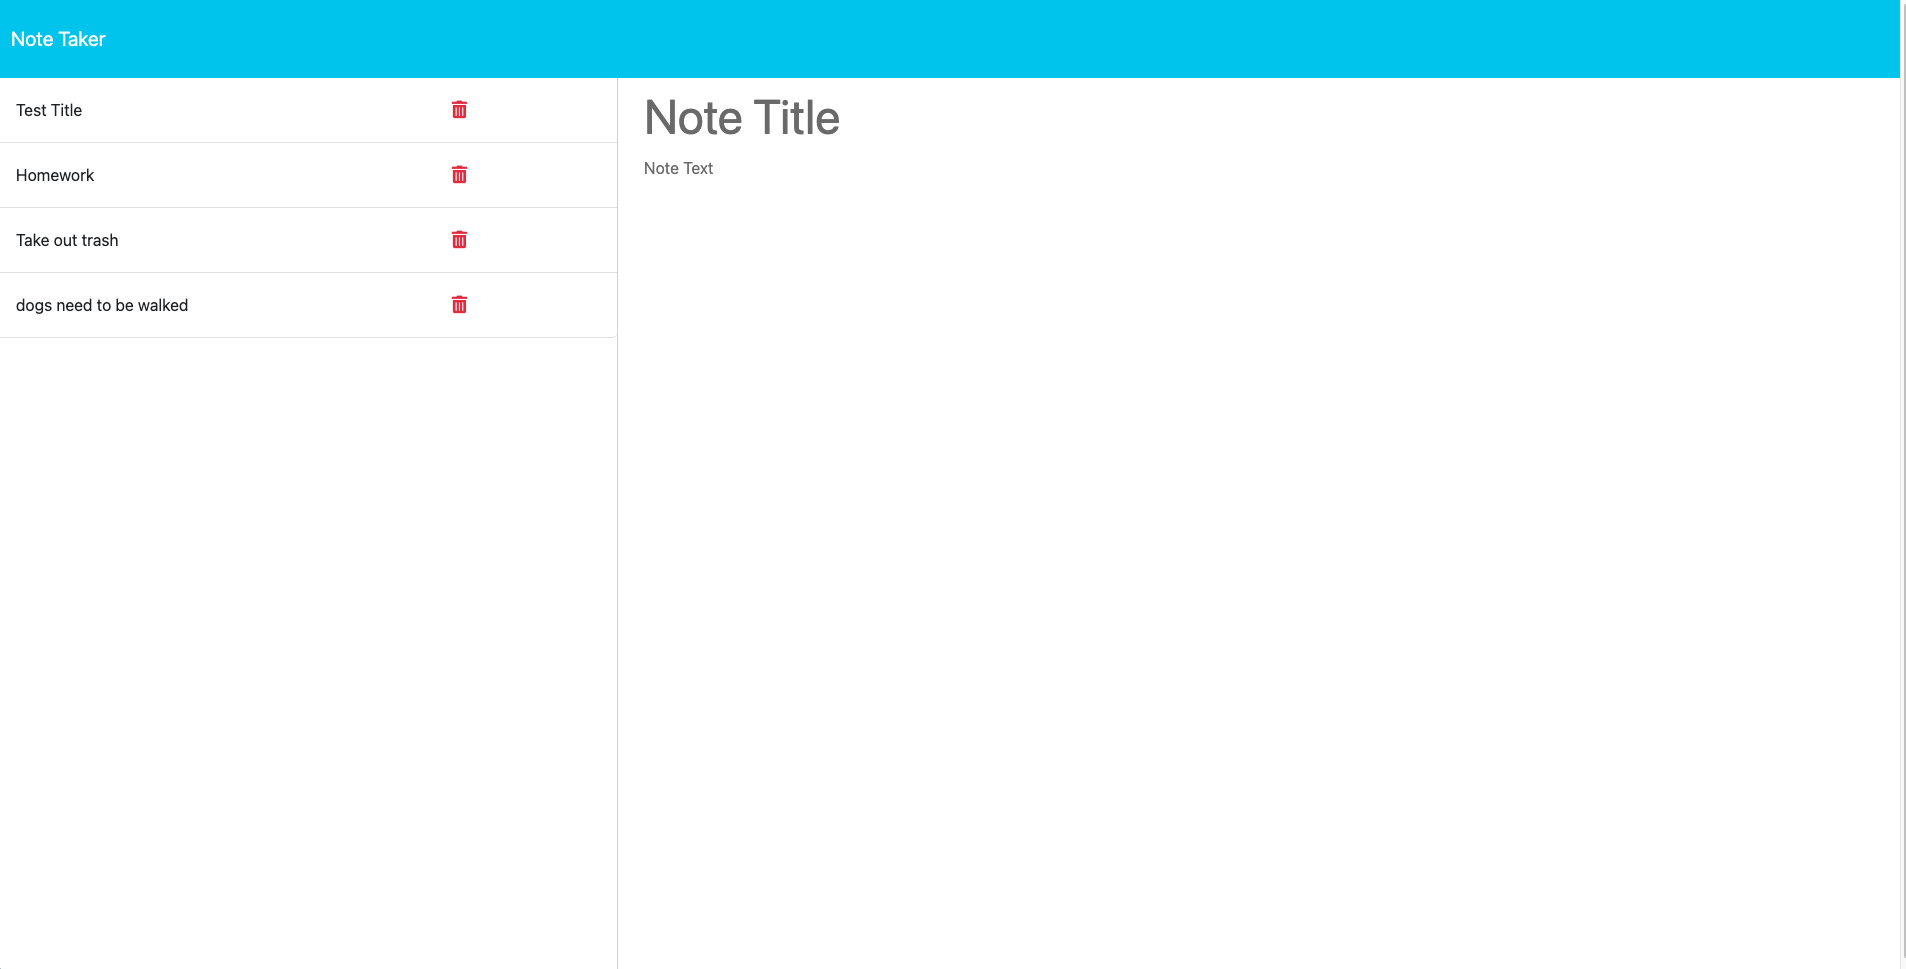 Note Taker
Test Title
Homework
Take out trash
dogs need to be walked
Note Title
Note Text